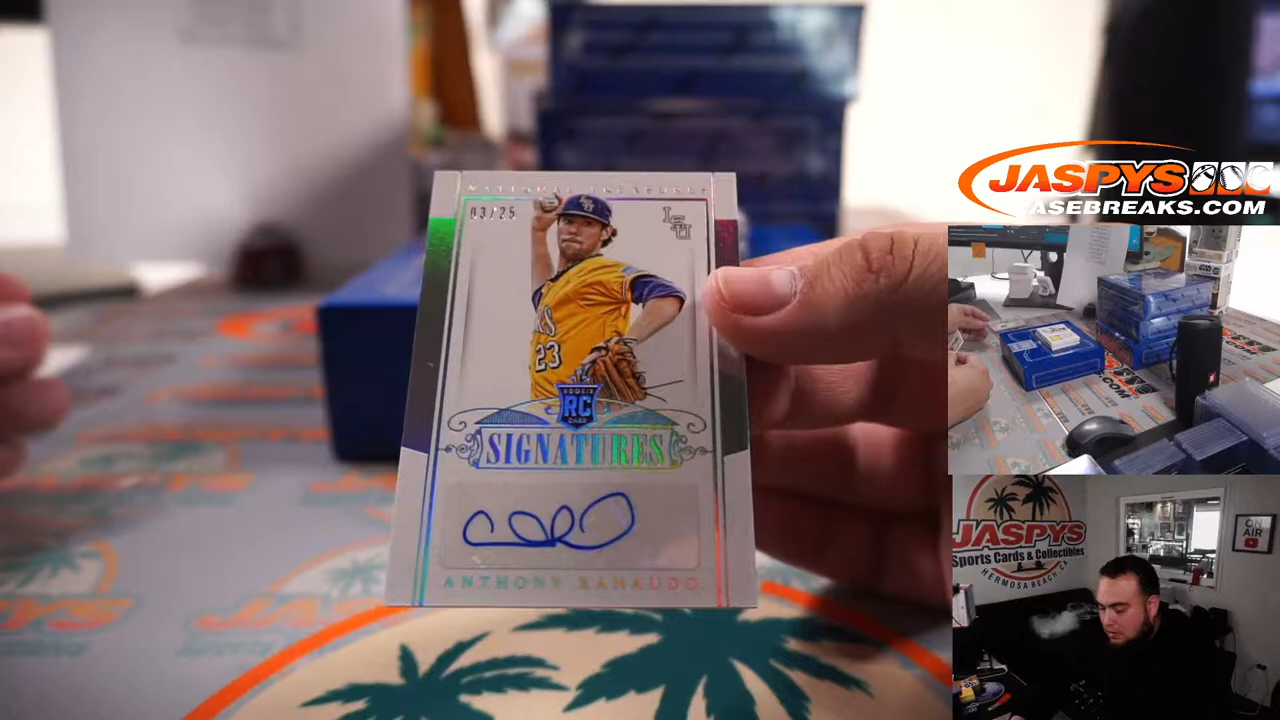 NATIONAL TREASURES
03/25
LSU
23
ROOKIE
RC
CARD
SIGNATURES
ANTHONY RANAUDO
JASPYS
CASEBREAKS.COM
JASPYS
Sports Cards & Collectibles
HERMOSA BEACH, CA
ON
AIR